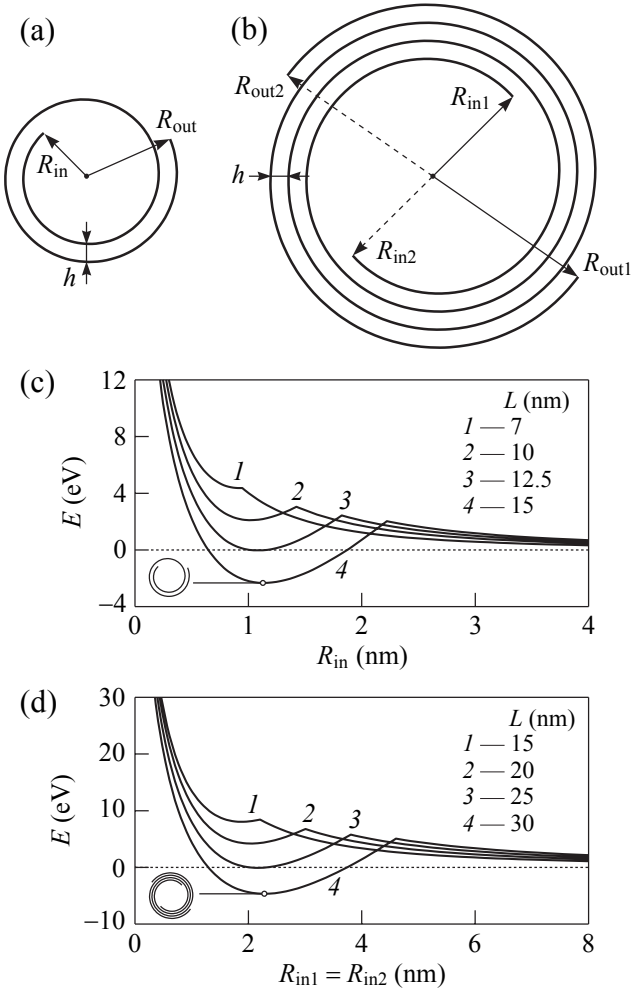 (a)
R_in
R_out
h
(b)
R_out2
R_in1
h
R_in2
R_out1
(c)
12
8
4
0
−4
E (eV)
L (nm)
1 — 7
2 — 10
3 — 12.5
4 — 15
1
2
3
4
0
1
2
3
4
R_in (nm)
(d)
30
20
10
0
−10
E (eV)
L (nm)
1 — 15
2 — 20
3 — 25
4 — 30
1
2
3
4
0
2
4
6
8
R_in1 = R_in2 (nm)